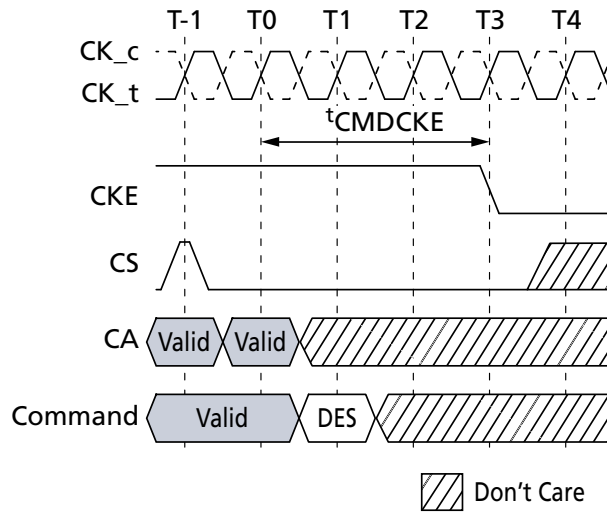 T-1 T0 T1 T2 T3 T4
CK_c
CK_t
tCMDCKE
CKE
CS
CA Valid Valid
Command Valid DES
Don't Care